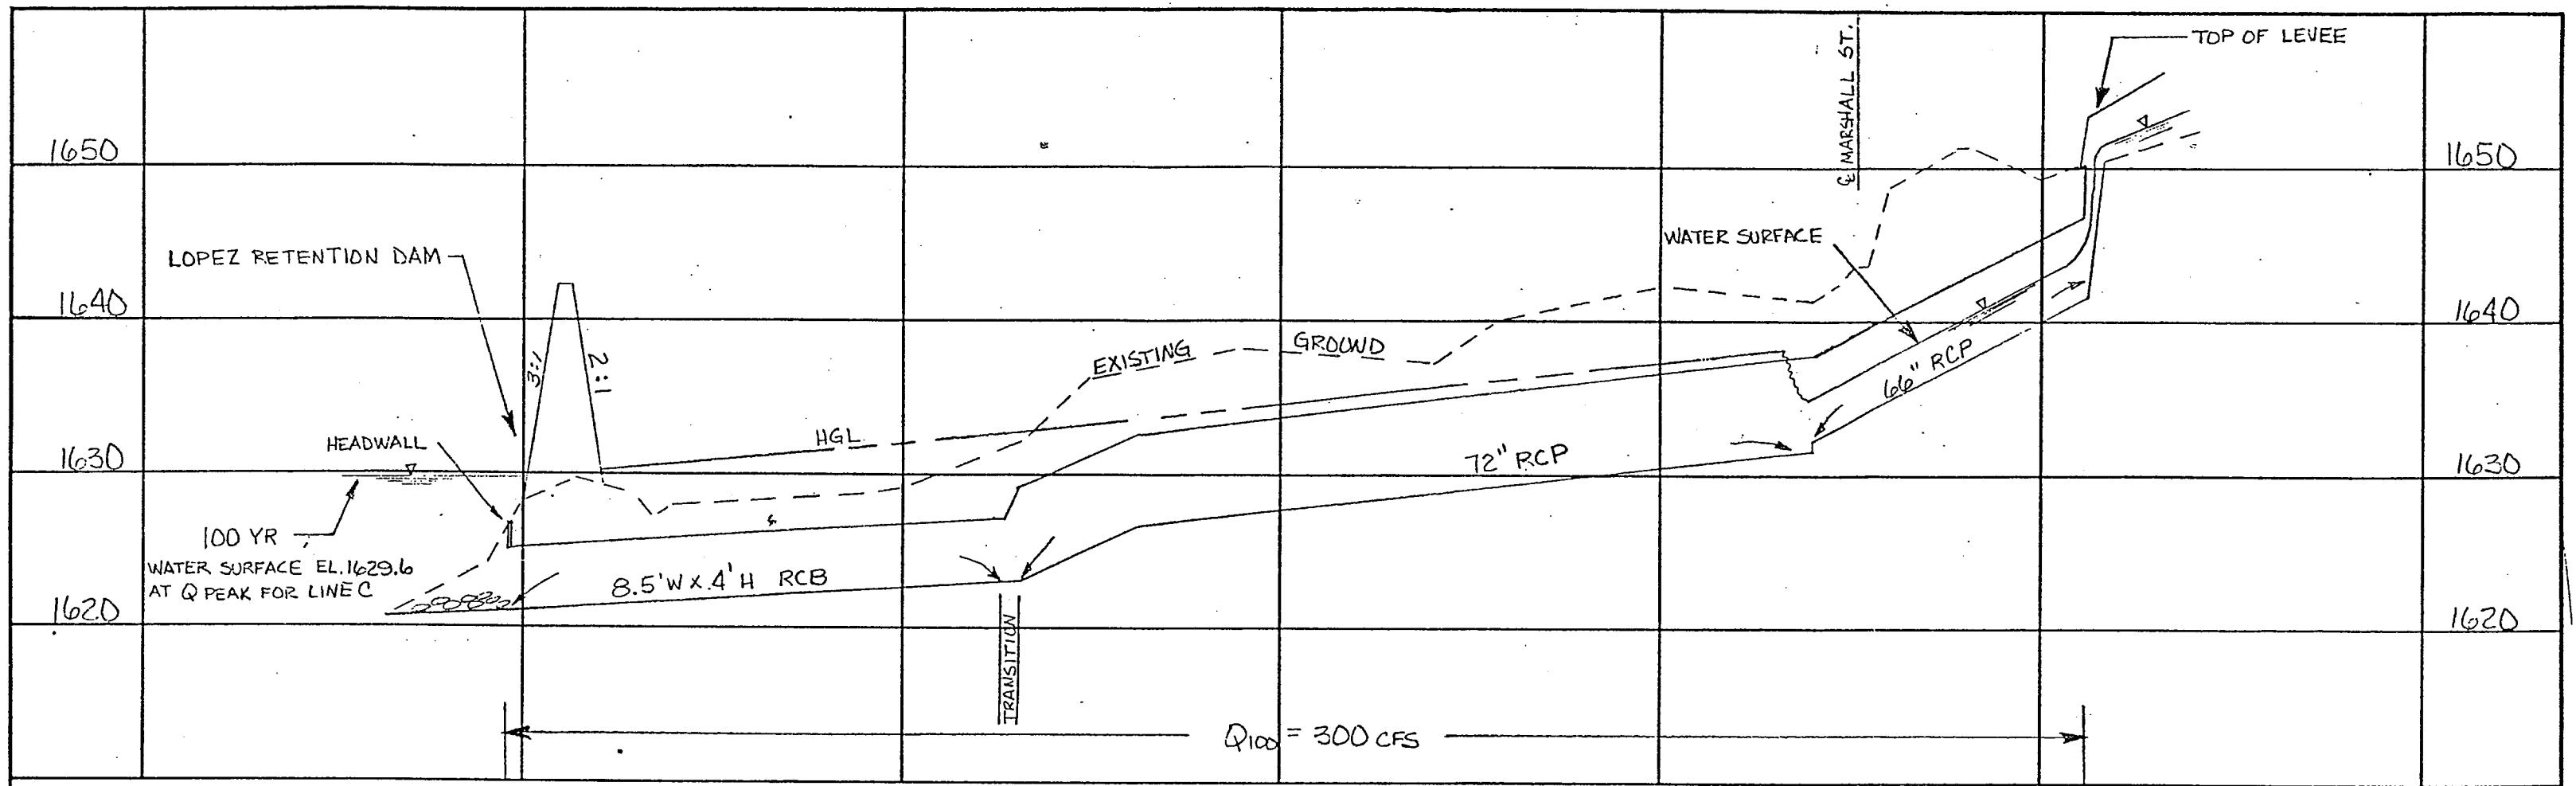 TOP OF LEVEE
℄ MARSHALL ST.
1650
1650
WATER SURFACE
LOPEZ RETENTION DAM
1640
1640
3:1
2:1
EXISTING GROUND
66" RCP
HEADWALL
HGL
1630
72" RCP
1630
100 YR
WATER SURFACE EL.1629.6
AT Q PEAK FOR LINE C
8.5'W X 4'H RCB
1620
1620
TRANSITION
Q100 = 300 CFS